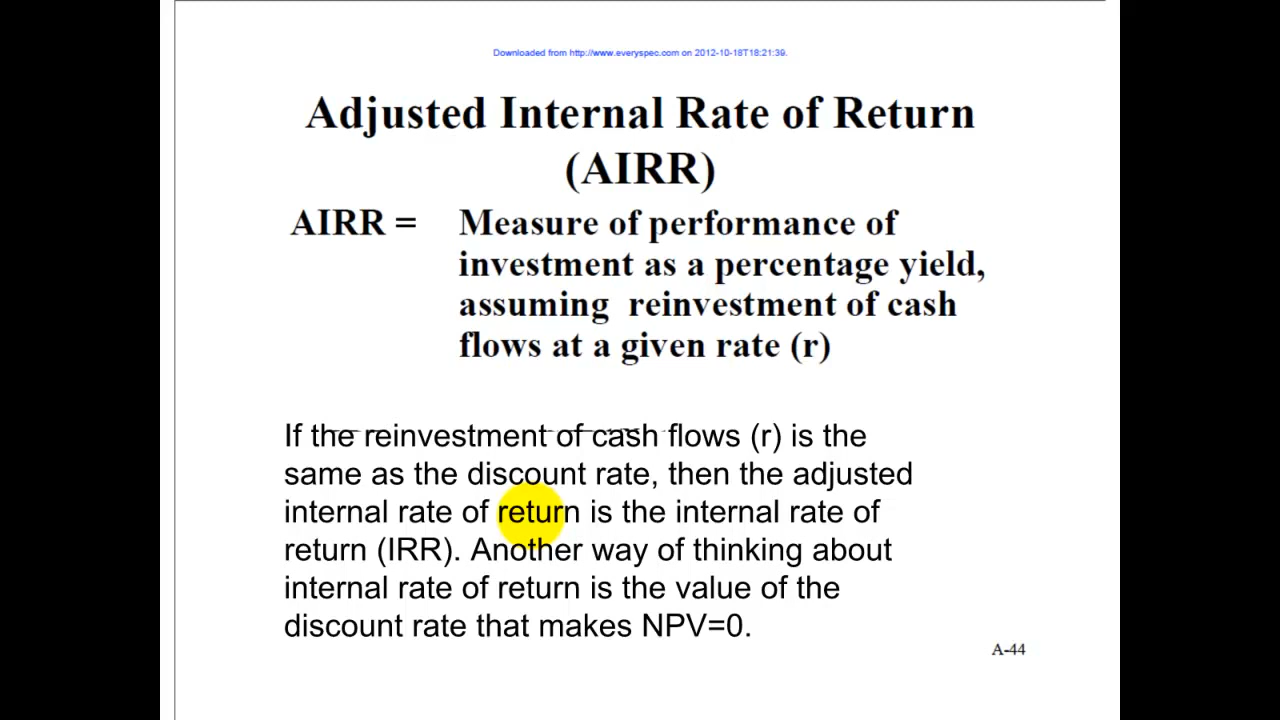 Downloaded from http://www.everyspec.com on 2012-10-18T18:21:39.
Adjusted Internal Rate of Return
(AIRR)
AIRR = Measure of performance of
investment as a percentage yield,
assuming reinvestment of cash
flows at a given rate (r)
If the reinvestment of cash flows (r) is the
same as the discount rate, then the adjusted
internal rate of return is the internal rate of
return (IRR). Another way of thinking about
internal rate of return is the value of the
discount rate that makes NPV=0.
A-44